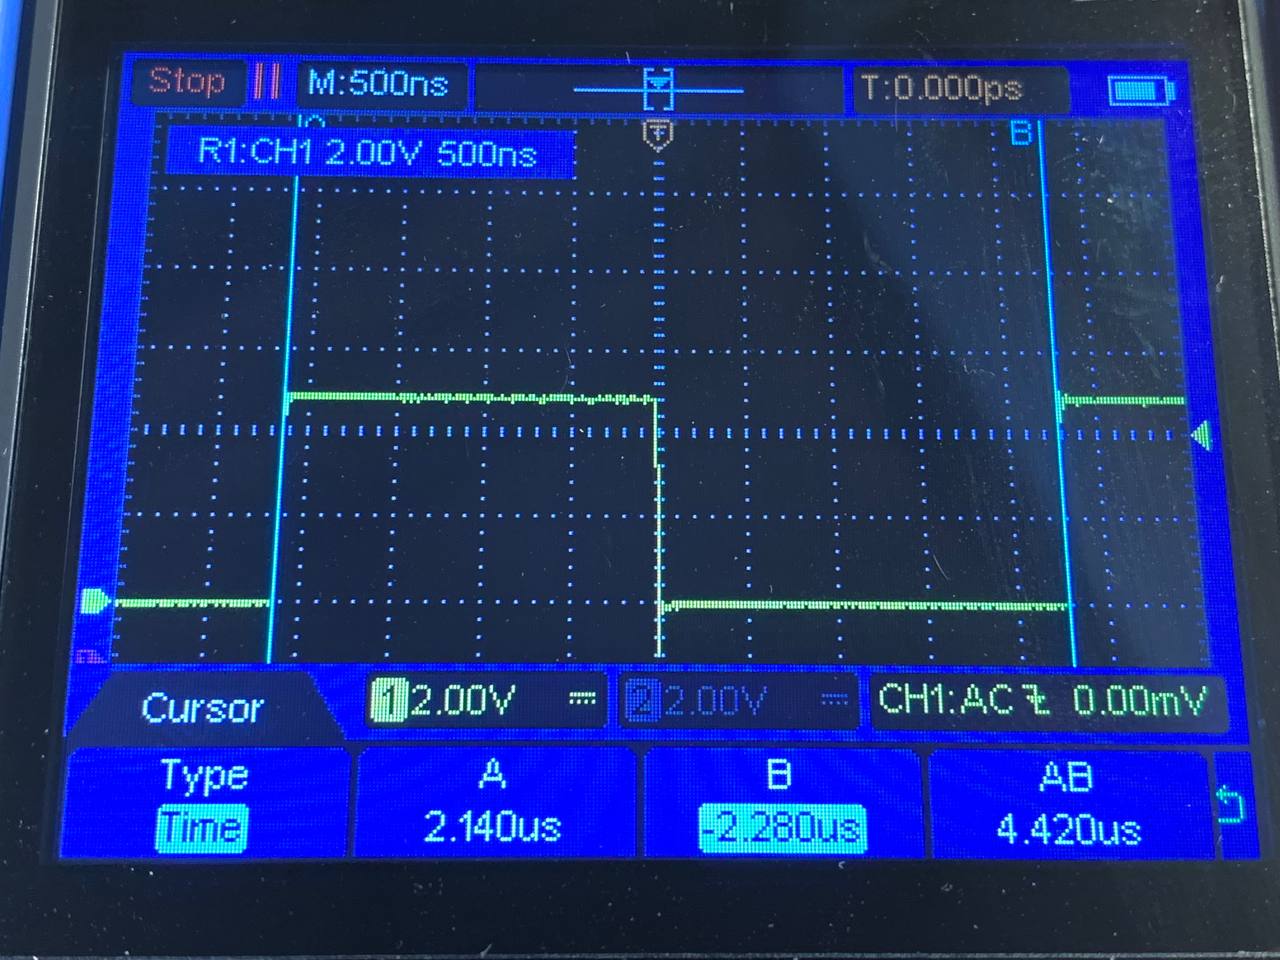 Stop M:500ns T T:0.000ps
B
R1:CH1 2.00V 500ns
Cursor 1 2.00V 2 2.00V CH1:AC 0.00mV
Type A B AB
Time 2.140us -2.280us 4.420us